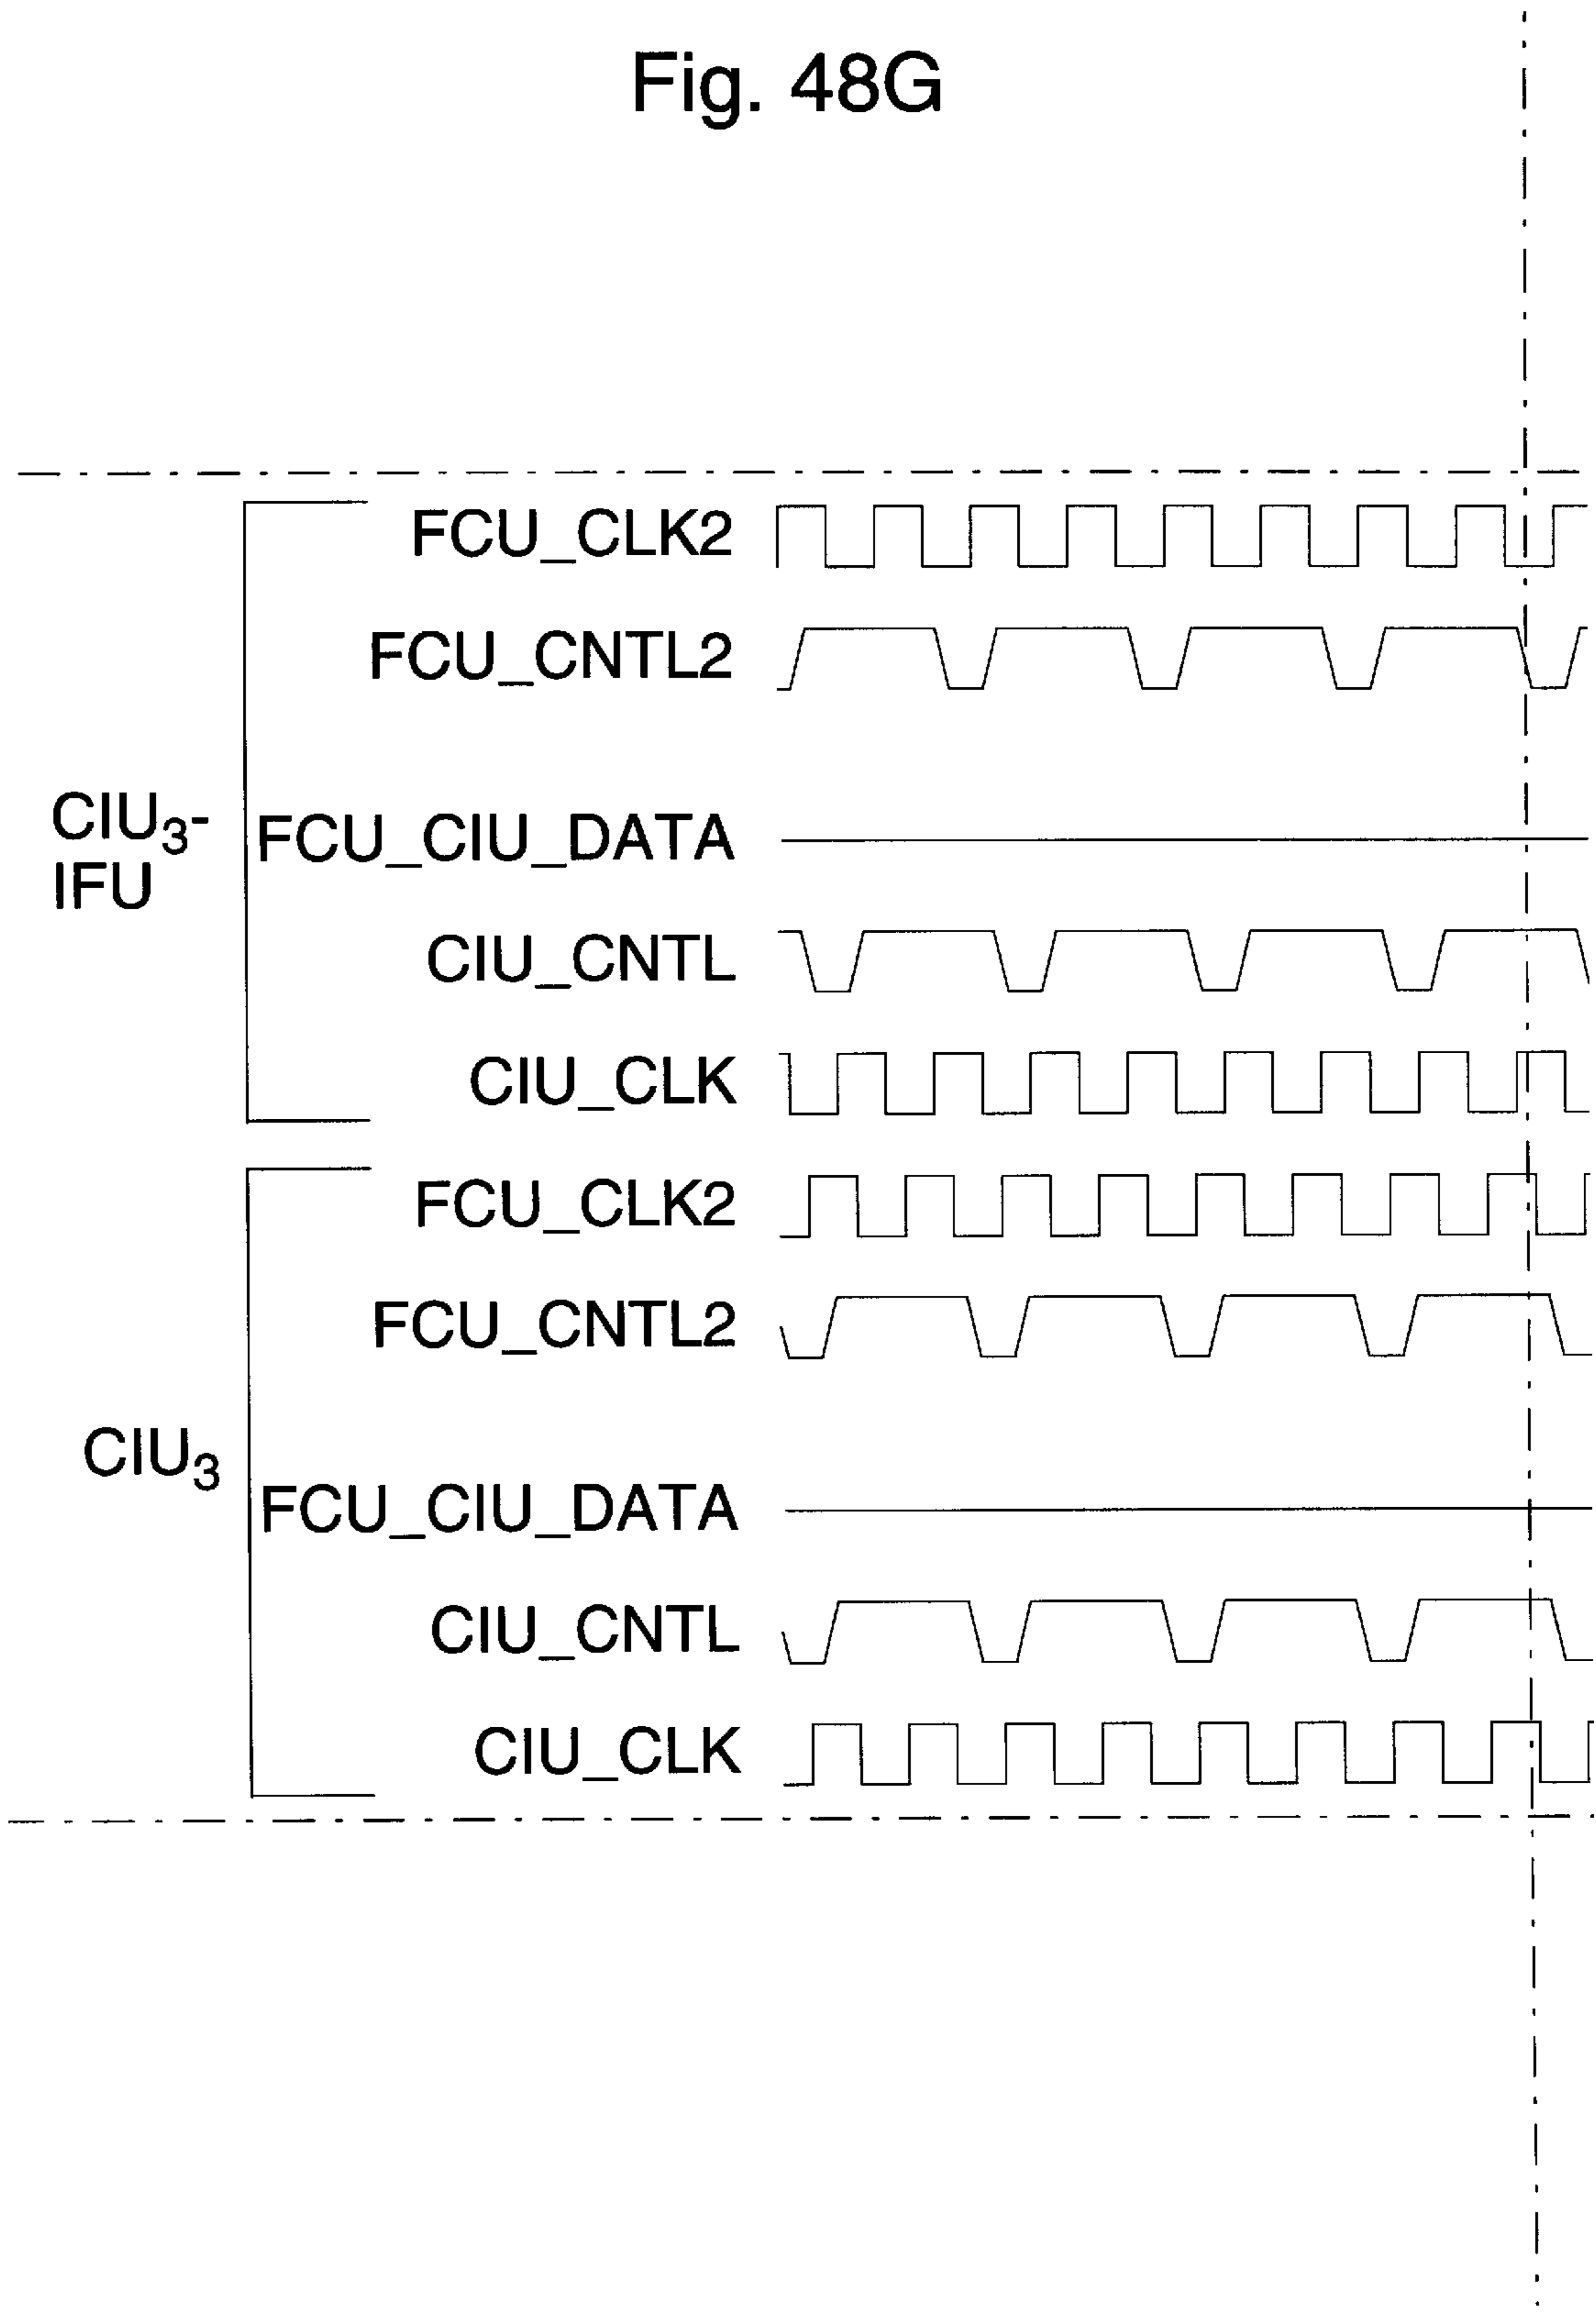 Fig. 48G
CIU₃-
IFU
FCU_CLK2
FCU_CNTL2
FCU_CIU_DATA
CIU_CNTL
CIU_CLK
CIU₃
FCU_CLK2
FCU_CNTL2
FCU_CIU_DATA
CIU_CNTL
CIU_CLK